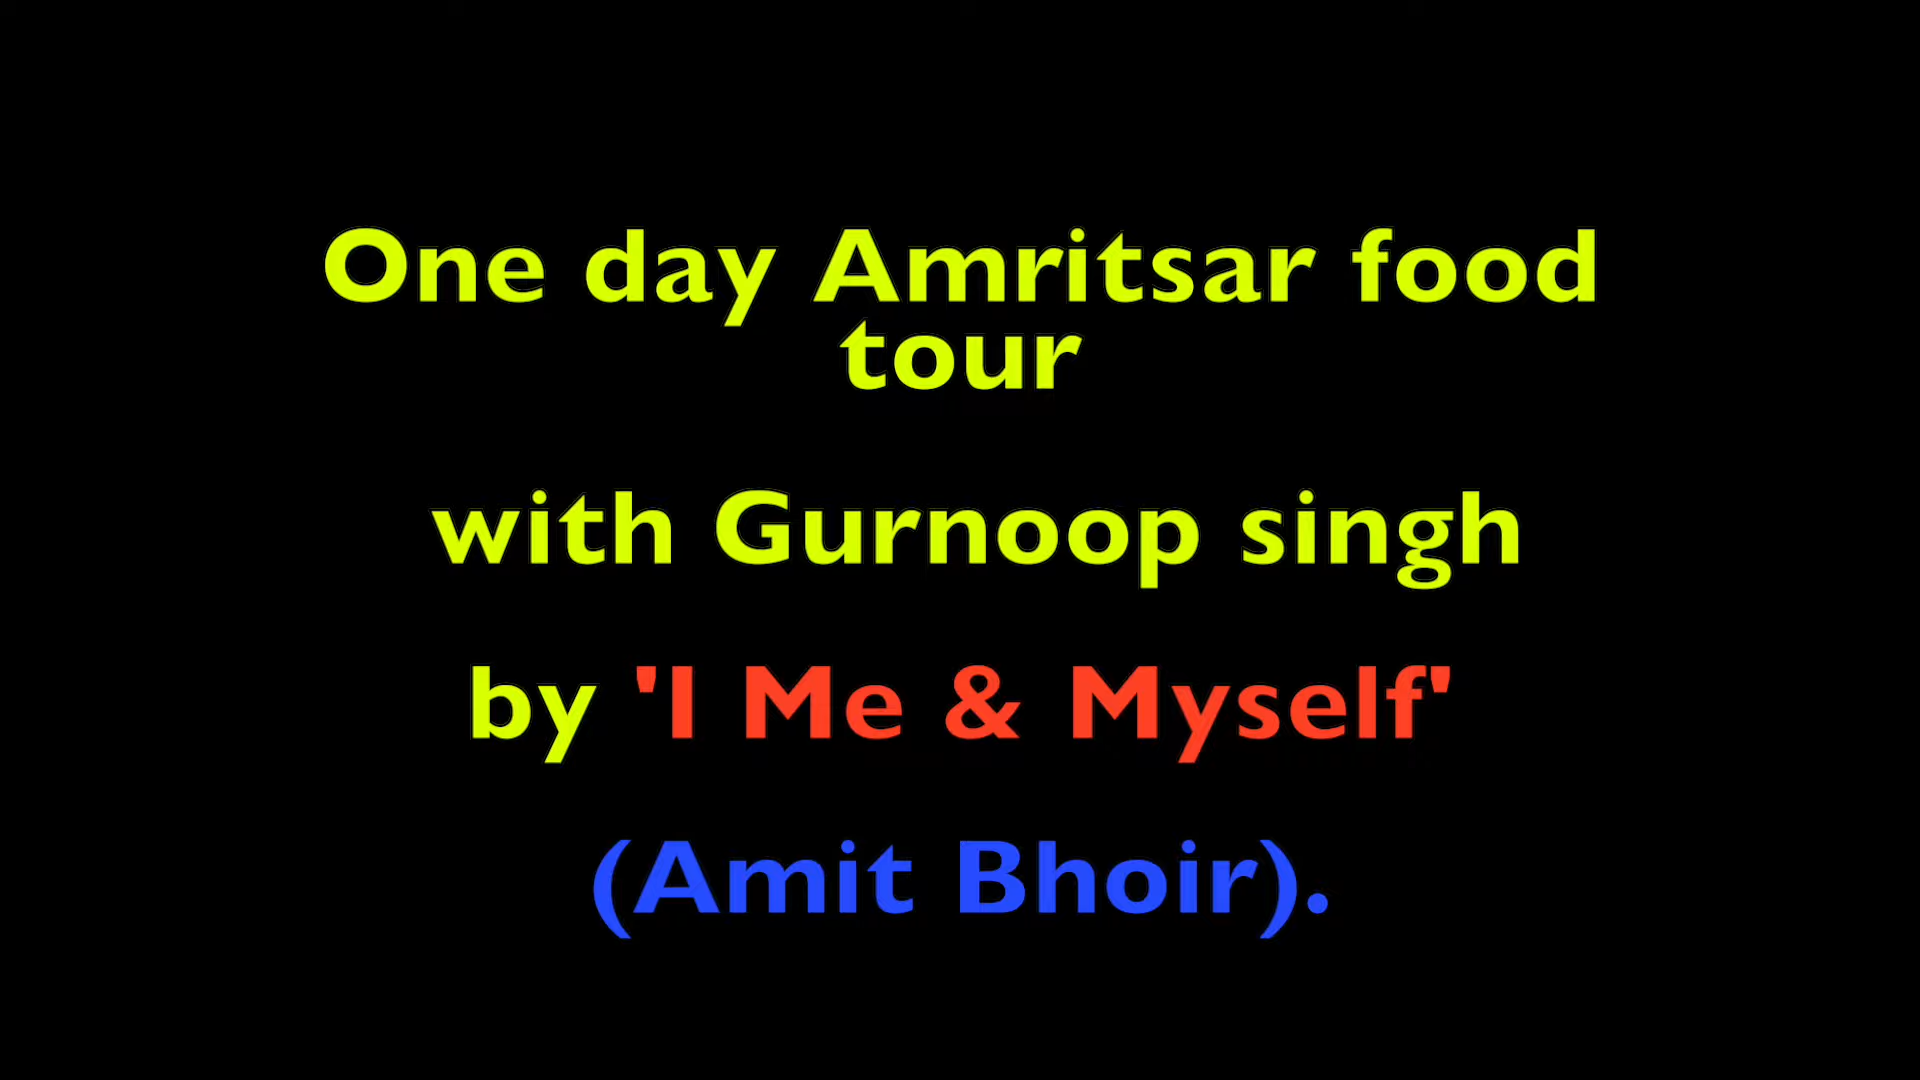 One day Amritsar food
tour
with Gurnoop singh
by 'I Me & Myself'
(Amit Bhoir).